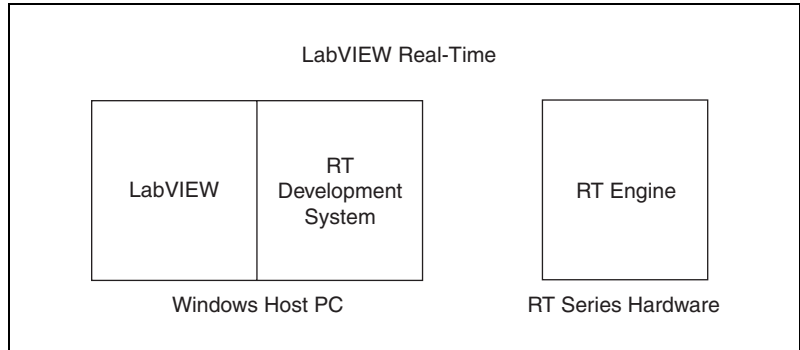 LabVIEW Real-Time
LabVIEW
RT
Development
System
RT Engine
Windows Host PC
RT Series Hardware